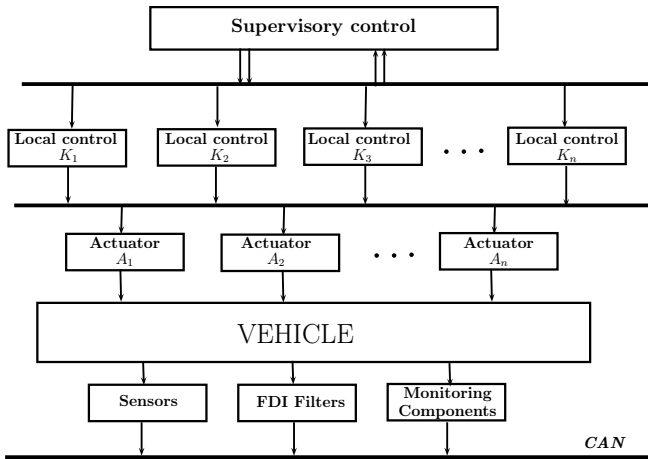 Supervisory control
Local control
K₁
Local control
K₂
Local control
K₃
. . .
Local control
Kₙ
Actuator
A₁
Actuator
A₂
. . .
Actuator
Aₙ
VEHICLE
Sensors
FDI Filters
Monitoring
Components
CAN